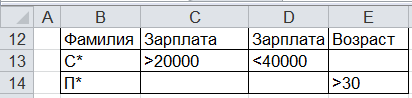 A B C D E
12 Фамилия Зарплата Зарплата Возраст
13 С* >20000 <40000
14 П* >30